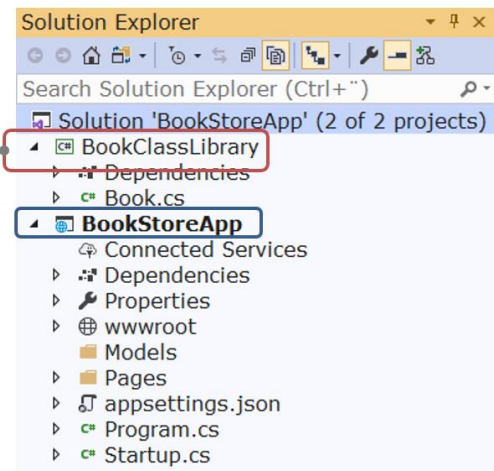 Solution Explorer
Search Solution Explorer (Ctrl+¨)
Solution 'BookStoreApp' (2 of 2 projects)
C# BookClassLibrary
Dependencies
C# Book.cs
BookStoreApp
Connected Services
Dependencies
Properties
wwwroot
Models
Pages
appsettings.json
C# Program.cs
C# Startup.cs